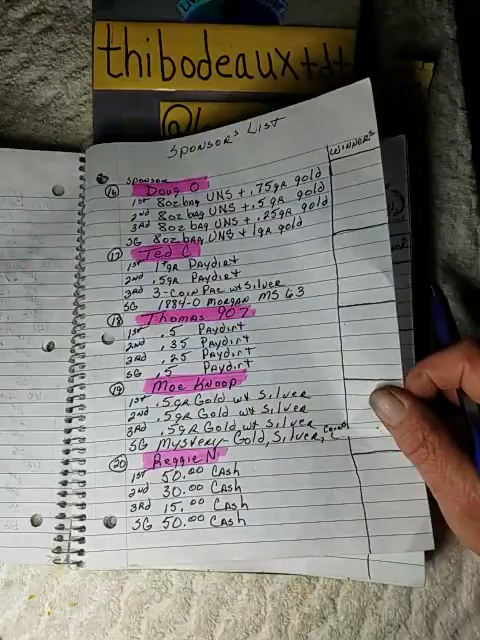 thibodeaux+d+
@
SPONSOR'S LIST
WINNERS
SPONSOR
16 Doug O
1st 8oz bag UNS + .75gr gold
2nd 8oz bag UNS + .5gr gold
3rd 8oz bag UNS + .25gr gold
SG 8oz bag UNS + 1gr gold
17 Ted C
1st 1+gr PAYdirt
2nd .5gr PAYdirt
3rd 3-Coin Pac wt Silver
SG 1884-O Morgan MS 63
18 Thomas 907
1st .5 PAYdirt
2nd .35 PAYdirt
3rd .25 PAYdirt
SG .5 PAYdirt
19 Moe Knoop
1st .5gr Gold wt Silver
2nd .5gr Gold wt Silver
3rd .5gr Gold wt Silver
SG Mystery-Gold, Silver,
20 Reggie N
1st 50.00 CAsh
2nd 30.00 CAsh
3rd 15.00 CAsh
SG 50.00 CAsh